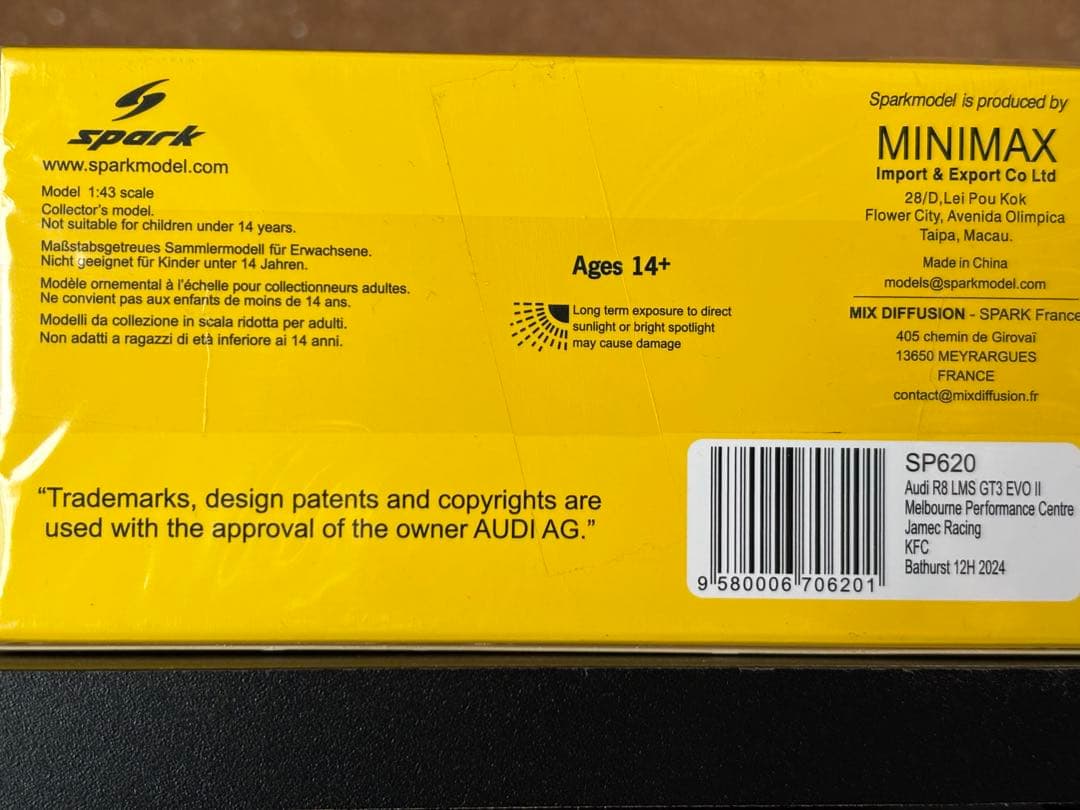 spark
www.sparkmodel.com
Model 1:43 scale
Collector's model.
Not suitable for children under 14 years.
Maßstabsgetreues Sammlermodell für Erwachsene.
Nicht geeignet für Kinder unter 14 Jahren.
Modèle ornemental à l'échelle pour collectionneurs adultes.
Ne convient pas aux enfants de moins de 14 ans.
Modelli da collezione in scala ridotta per adulti.
Non adatti a ragazzi di età inferiore ai 14 anni.
Ages 14+
Long term exposure to direct
sunlight or bright spotlight
may cause damage
Sparkmodel is produced by
MINIMAX
Import & Export Co Ltd
28/D,Lei Pou Kok
Flower City, Avenida Olimpica
Taipa, Macau.
Made in China
models@sparkmodel.com
MIX DIFFUSION - SPARK France
405 chemin de Girovaï
13650 MEYRARGUES
FRANCE
contact@mixdiffusion.fr
“Trademarks, design patents and copyrights are
used with the approval of the owner AUDI AG.”
9 580006 706201
SP620
Audi R8 LMS GT3 EVO II
Melbourne Performance Centre
Jamec Racing
KFC
Bathurst 12H 2024